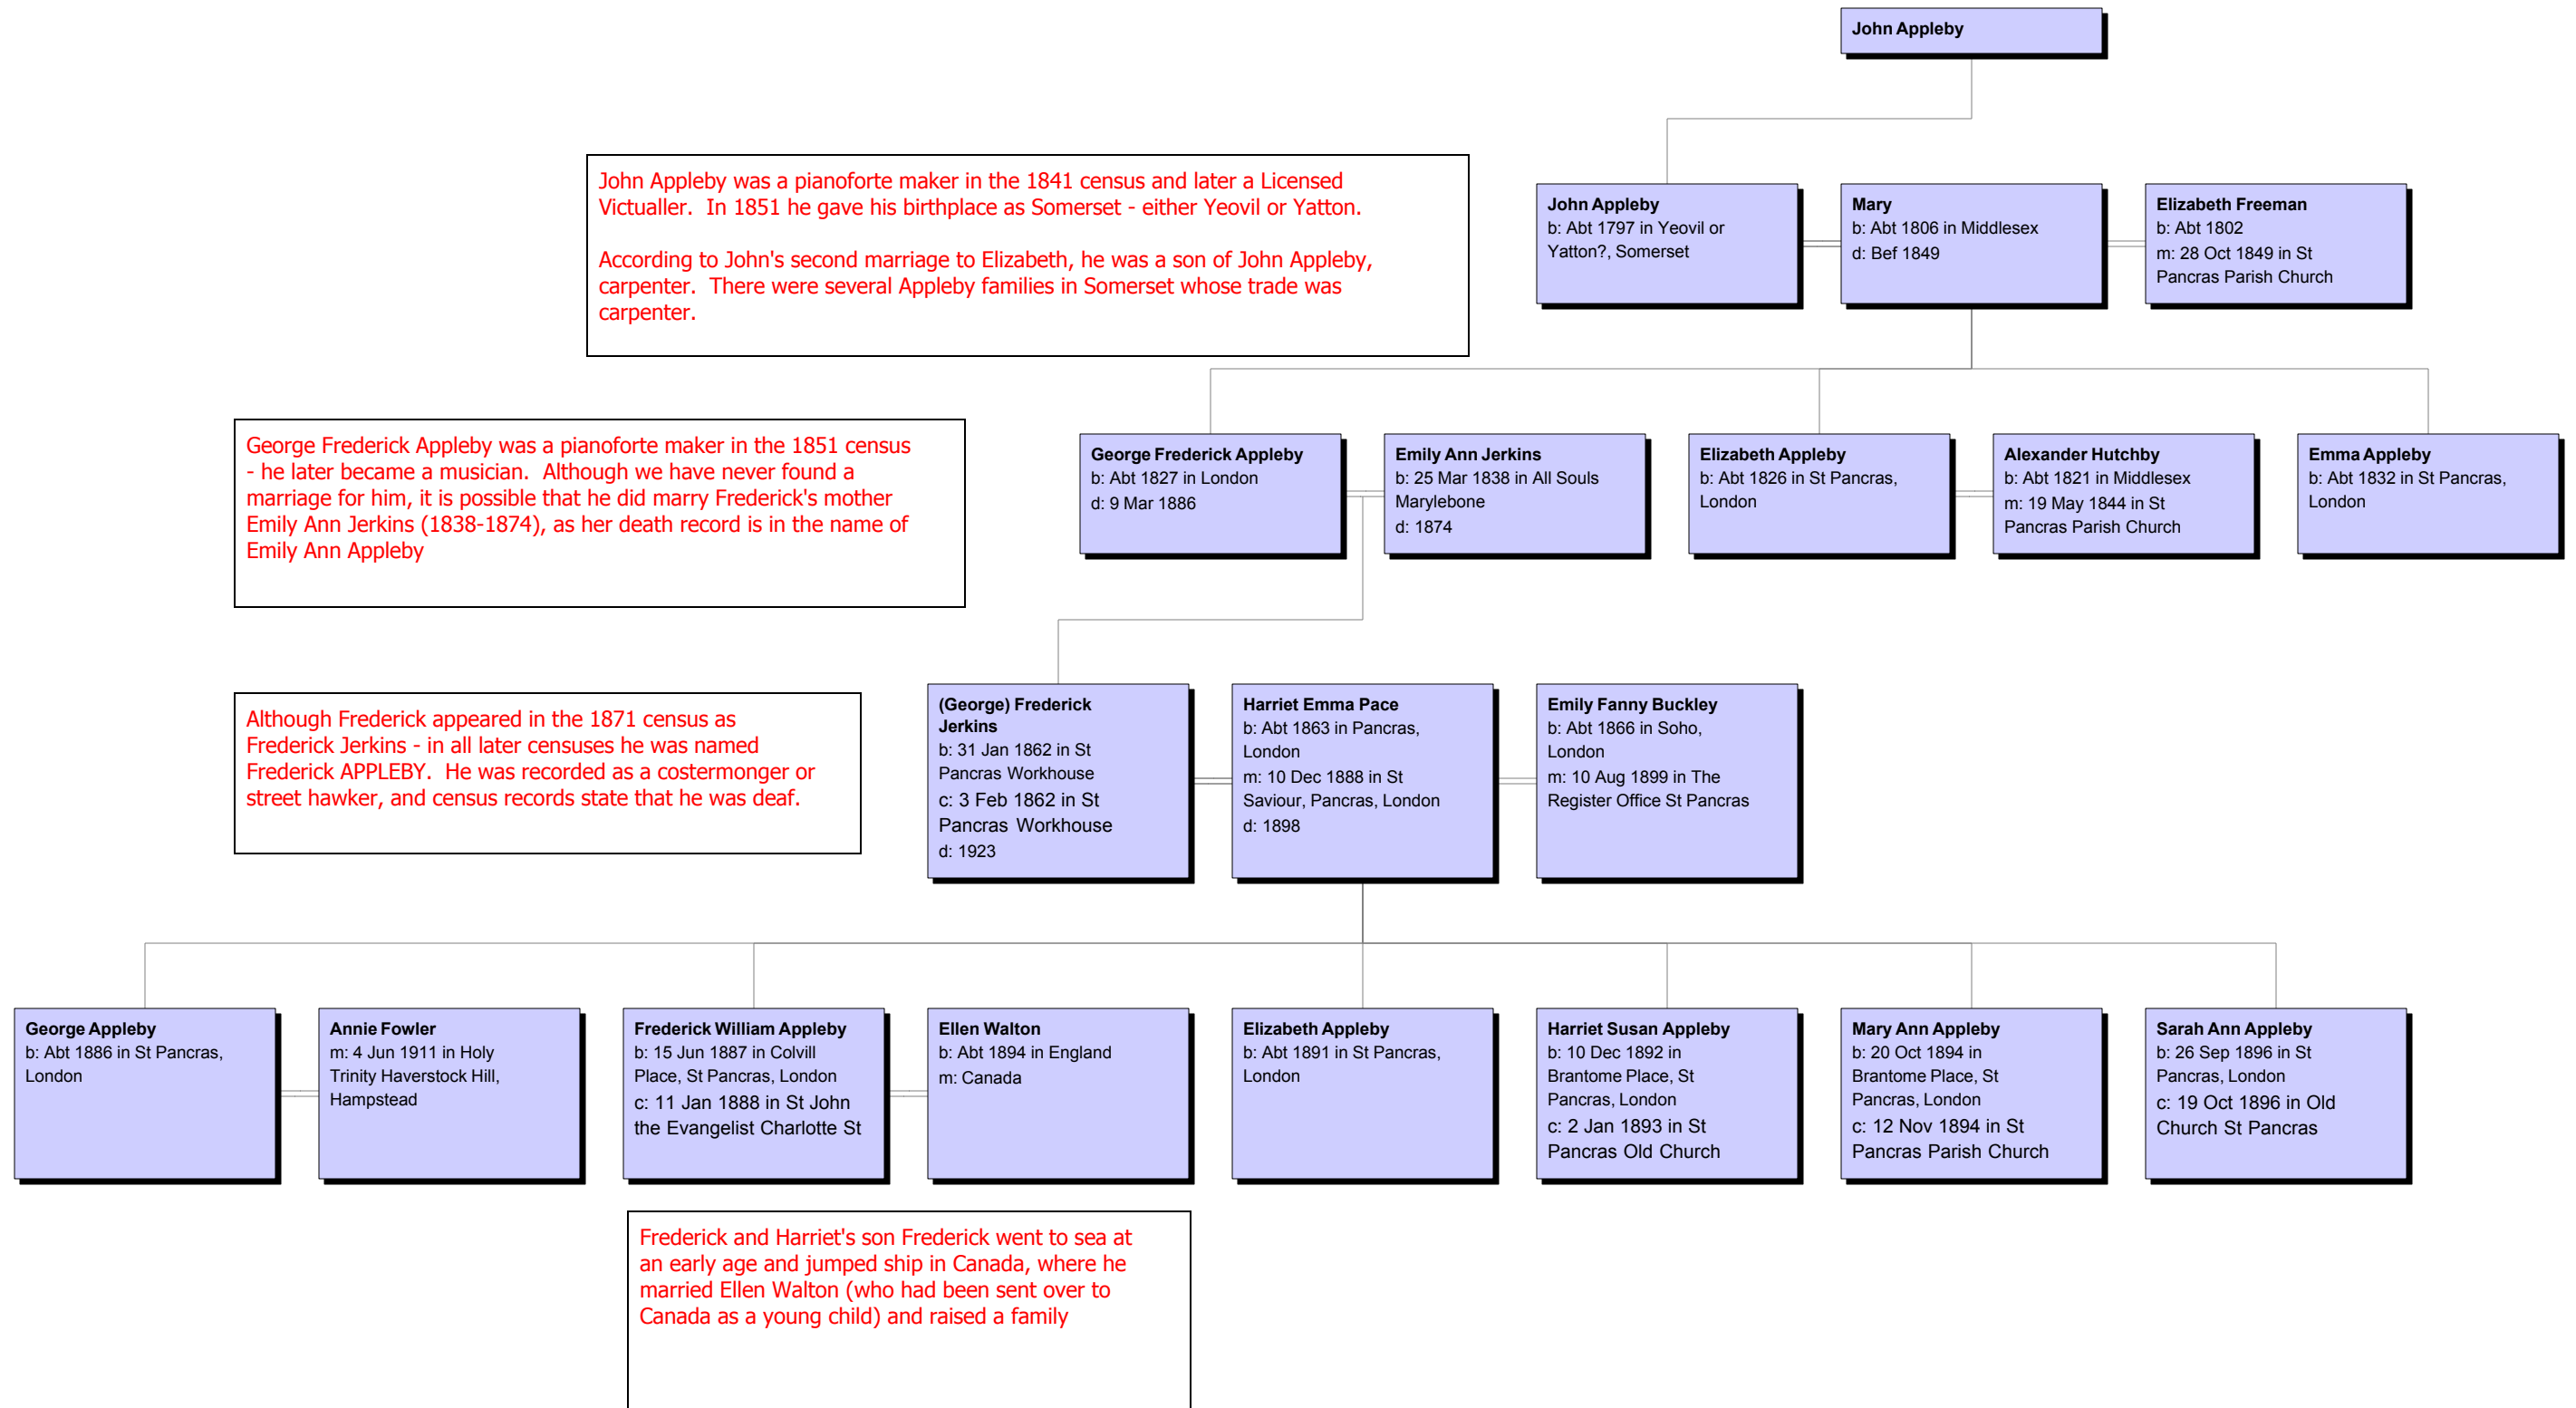 John Appleby
John Appleby was a pianoforte maker in the 1841 census and later a Licensed
Victualler.  In 1851 he gave his birthplace as Somerset - either Yeovil or Yatton.
According to John's second marriage to Elizabeth, he was a son of John Appleby,
carpenter.  There were several Appleby families in Somerset whose trade was
carpenter.
John Appleby
b: Abt 1797 in Yeovil or
Yatton?, Somerset
Mary
b: Abt 1806 in Middlesex
d: Bef 1849
Elizabeth Freeman
b: Abt 1802
m: 28 Oct 1849 in St
Pancras Parish Church
George Frederick Appleby was a pianoforte maker in the 1851 census
- he later became a musician.  Although we have never found a
marriage for him, it is possible that he did marry Frederick's mother
Emily Ann Jerkins (1838-1874), as her death record is in the name of
Emily Ann Appleby
George Frederick Appleby
b: Abt 1827 in London
d: 9 Mar 1886
Emily Ann Jerkins
b: 25 Mar 1838 in All Souls
Marylebone
d: 1874
Elizabeth Appleby
b: Abt 1826 in St Pancras,
London
Alexander Hutchby
b: Abt 1821 in Middlesex
m: 19 May 1844 in St
Pancras Parish Church
Emma Appleby
b: Abt 1832 in St Pancras,
London
Although Frederick appeared in the 1871 census as
Frederick Jerkins - in all later censuses he was named
Frederick APPLEBY.  He was recorded as a costermonger or
street hawker, and census records state that he was deaf.
(George) Frederick
Jerkins
b: 31 Jan 1862 in St
Pancras Workhouse
c: 3 Feb 1862 in St
Pancras Workhouse
d: 1923
Harriet Emma Pace
b: Abt 1863 in Pancras,
London
m: 10 Dec 1888 in St
Saviour, Pancras, London
d: 1898
Emily Fanny Buckley
b: Abt 1866 in Soho,
London
m: 10 Aug 1899 in The
Register Office St Pancras
George Appleby
b: Abt 1886 in St Pancras,
London
Annie Fowler
m: 4 Jun 1911 in Holy
Trinity Haverstock Hill,
Hampstead
Frederick William Appleby
b: 15 Jun 1887 in Colvill
Place, St Pancras, London
c: 11 Jan 1888 in St John
the Evangelist Charlotte St
Ellen Walton
b: Abt 1894 in England
m: Canada
Elizabeth Appleby
b: Abt 1891 in St Pancras,
London
Harriet Susan Appleby
b: 10 Dec 1892 in
Brantome Place, St
Pancras, London
c: 2 Jan 1893 in St
Pancras Old Church
Mary Ann Appleby
b: 20 Oct 1894 in
Brantome Place, St
Pancras, London
c: 12 Nov 1894 in St
Pancras Parish Church
Sarah Ann Appleby
b: 26 Sep 1896 in St
Pancras, London
c: 19 Oct 1896 in Old
Church St Pancras
Frederick and Harriet's son Frederick went to sea at
an early age and jumped ship in Canada, where he
married Ellen Walton (who had been sent over to
Canada as a young child) and raised a family